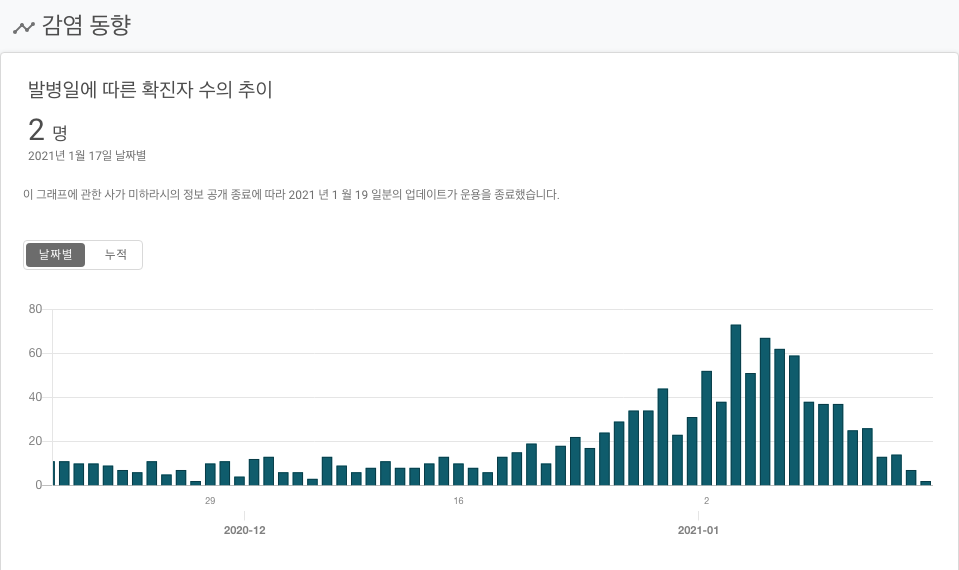 감염 동향
발병일에 따른 확진자 수의 추이
2 명
2021년 1월 17일 날짜별
이 그래프에 관한 사가 미하라시의 정보 공개 종료에 따라 2021 년 1 월 19 일분의 업데이트가 운용을 종료했습니다.
날짜별 누적
80
60
40
20
0
29 16 2
2020-12 2021-01